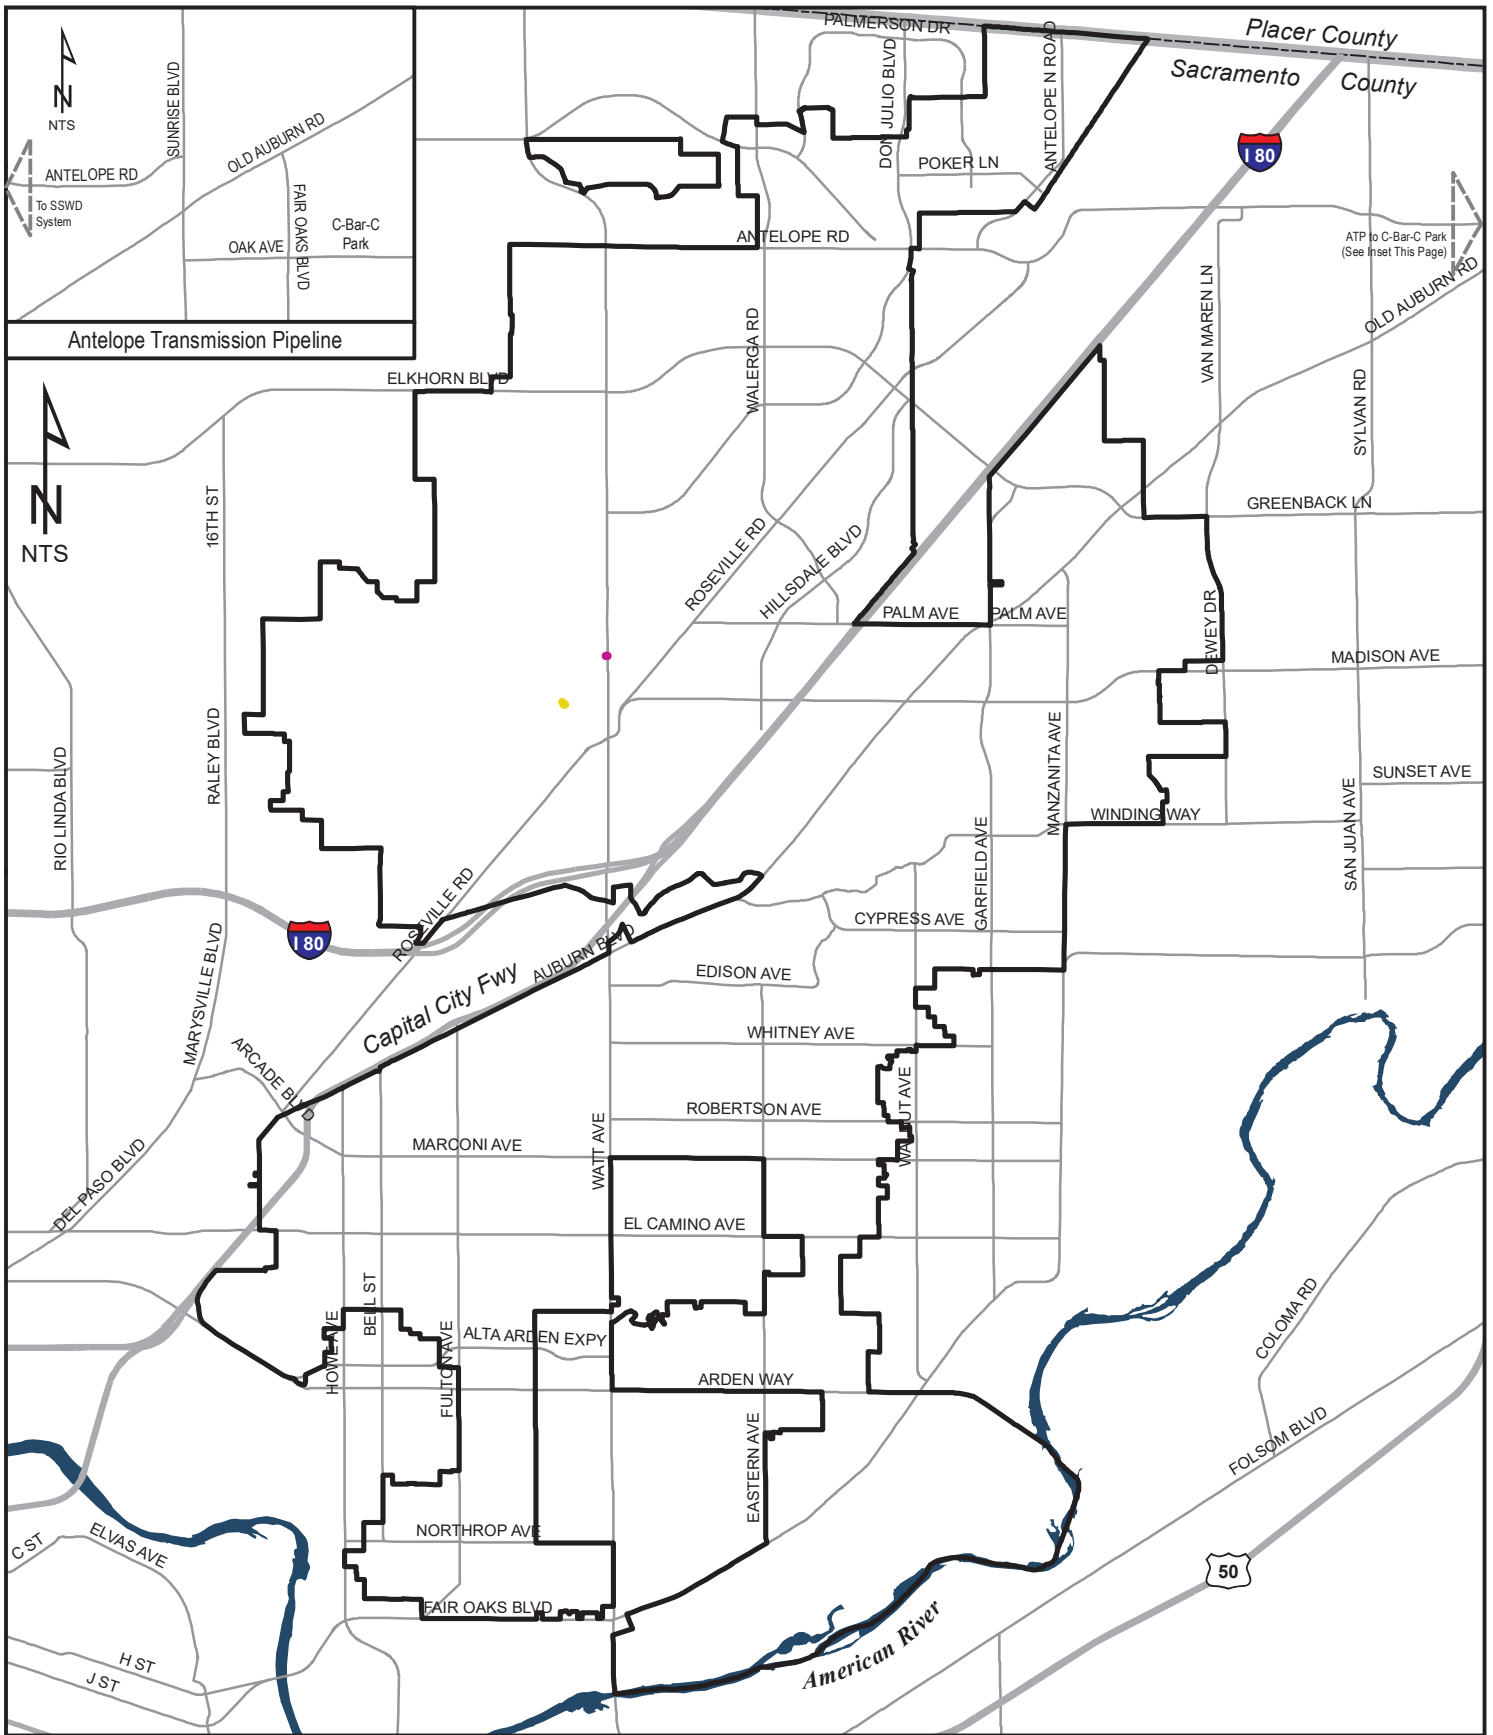 N
NTS
SUNRISE BLVD
OLD AUBURN RD
ANTELOPE RD
To SSWD
System
FAIR OAKS BLVD
C-Bar-C
Park
OAK AVE
Antelope Transmission Pipeline
PALMERSON DR
DON JULIO BLVD
ANTELOPE N ROAD
Placer County
Sacramento County
I 80
POKER LN
ATP to C-Bar-C Park
(See Inset This Page)
ANTELOPE RD
OLD AUBURN RD
VAN MAREN LN
WALERGA RD
SYLVAN RD
ELKHORN BLVD
N
NTS
16TH ST
GREENBACK LN
ROSEVILLE RD
HILLSDALE BLVD
PALM AVE
PALM AVE
DEWEY DR
MADISON AVE
RALEY BLVD
RIO LINDA BLVD
MANZANITA AVE
SUNSET AVE
WINDING WAY
SAN JUAN AVE
GARFIELD AVE
ROSEVILLE RD
CYPRESS AVE
I 80
AUBURN BLVD
EDISON AVE
MARYSVILLE BLVD
Capital City Fwy
WHITNEY AVE
ARCADE BLVD
WALNUT AVE
ROBERTSON AVE
MARCONI AVE
WATT AVE
DEL PASO BLVD
EL CAMINO AVE
BELL ST
HOWE AVE
FULTON AVE
ALTA ARDEN EXPY
COLOMA RD
ARDEN WAY
EASTERN AVE
FOLSOM BLVD
NORTHROP AVE
C ST
ELVAS AVE
50
FAIR OAKS BLVD
American River
H ST
J ST